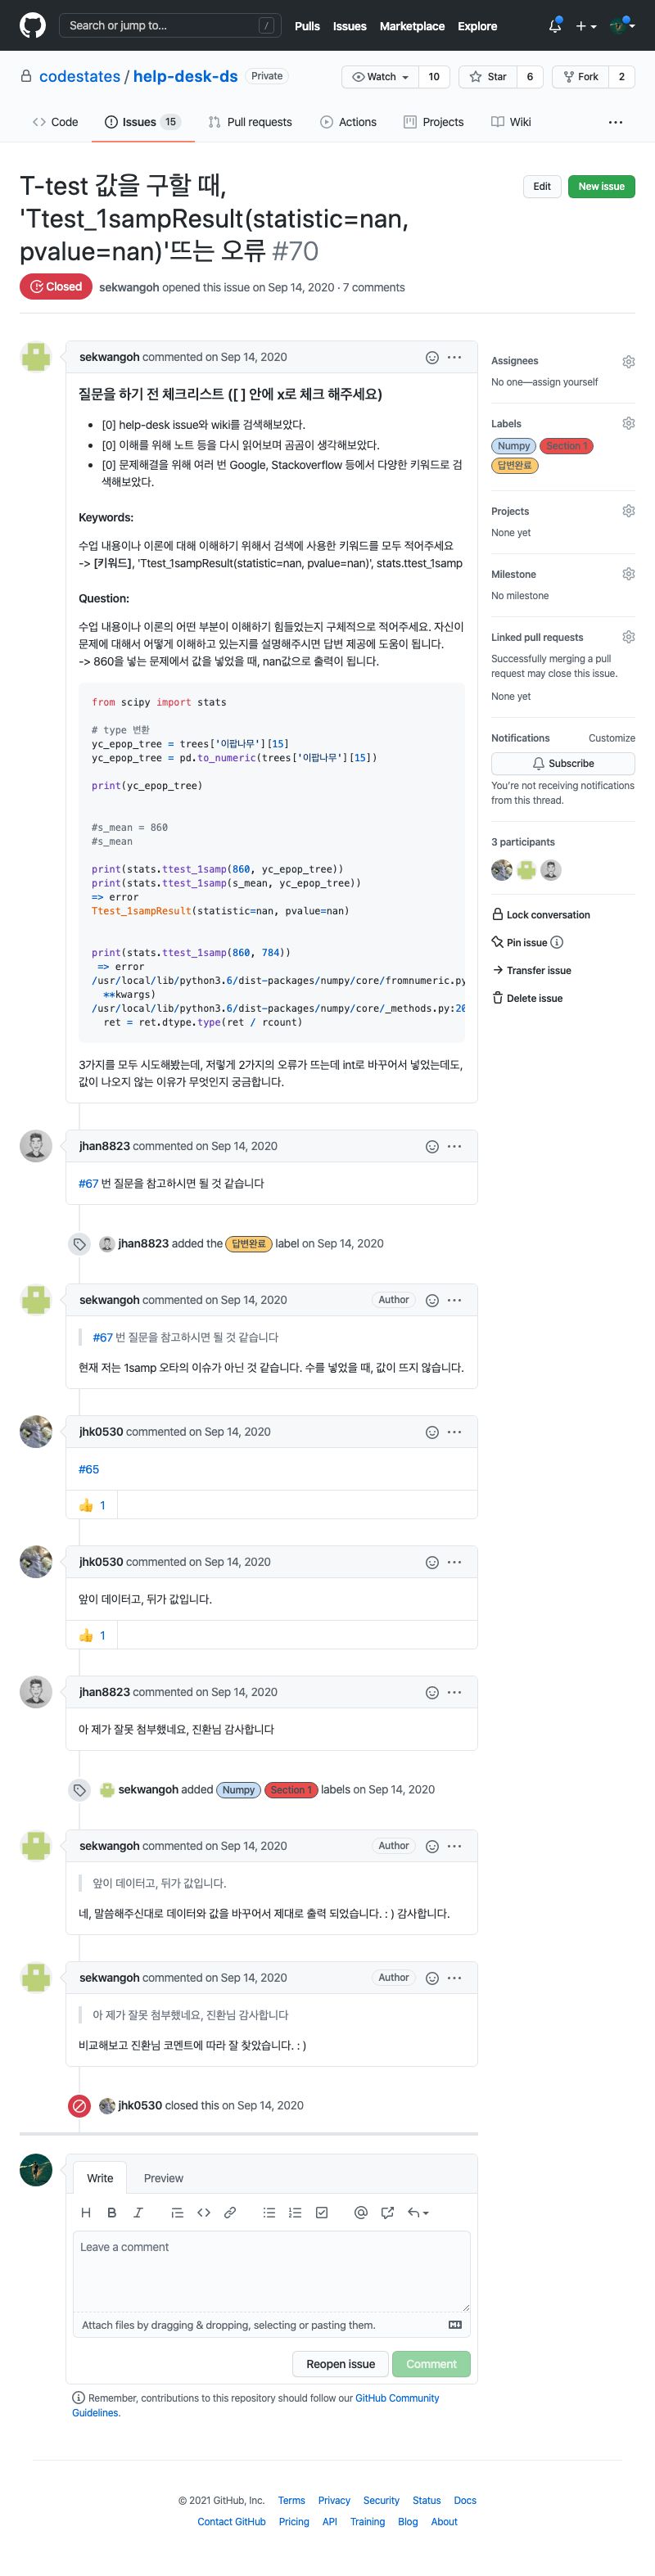 Search or jump to…
/
Pulls Issues Marketplace Explore
codestates / help-desk-ds Private
Watch 10 Star 6 Fork 2
Code Issues 15 Pull requests Actions Projects Wiki
T-test 값을 구할 때,
'Ttest_1sampResult(statistic=nan,
pvalue=nan)'뜨는 오류 #70
Edit New issue
Closed sekwangoh opened this issue on Sep 14, 2020 · 7 comments
sekwangoh commented on Sep 14, 2020
질문을 하기 전 체크리스트 ([ ] 안에 x로 체크 해주세요)
[0] help-desk issue와 wiki를 검색해보았다.
[0] 이해를 위해 노트 등을 다시 읽어보며 곰곰이 생각해보았다.
[0] 문제해결을 위해 여러 번 Google, Stackoverflow 등에서 다양한 키워드로 검
색해보았다.
Keywords:
수업 내용이나 이론에 대해 이해하기 위해서 검색에 사용한 키워드를 모두 적어주세요
-> [키워드], 'Ttest_1sampResult(statistic=nan, pvalue=nan)', stats.ttest_1samp
Question:
수업 내용이나 이론의 어떤 부분이 이해하기 힘들었는지 구체적으로 적어주세요. 자신이
문제에 대해서 어떻게 이해하고 있는지를 설명해주시면 답변 제공에 도움이 됩니다.
-> 860을 넣는 문제에서 값을 넣었을 때, nan값으로 출력이 됩니다.
from scipy import stats
# type 변환
yc_epop_tree = trees['이팝나무'][15]
yc_epop_tree = pd.to_numeric(trees['이팝나무'][15])
print(yc_epop_tree)
#s_mean = 860
#s_mean
print(stats.ttest_1samp(860, yc_epop_tree))
print(stats.ttest_1samp(s_mean, yc_epop_tree))
=> error
Ttest_1sampResult(statistic=nan, pvalue=nan)
print(stats.ttest_1samp(860, 784))
=> error
/usr/local/lib/python3.6/dist-packages/numpy/core/fromnumeric.py
**kwargs)
/usr/local/lib/python3.6/dist-packages/numpy/core/_methods.py:20
ret = ret.dtype.type(ret / rcount)
3가지를 모두 시도해봤는데, 저렇게 2가지의 오류가 뜨는데 int로 바꾸어서 넣었는데도,
값이 나오지 않는 이유가 무엇인지 궁금합니다.
Assignees
No one—assign yourself
Labels
Numpy Section 1
답변완료
Projects
None yet
Milestone
No milestone
Linked pull requests
Successfully merging a pull
request may close this issue.
None yet
Notifications Customize
Subscribe
You're not receiving notifications
from this thread.
3 participants
Lock conversation
Pin issue
Transfer issue
Delete issue
jhan8823 commented on Sep 14, 2020
#67 번 질문을 참고하시면 될 것 같습니다
jhan8823 added the 답변완료 label on Sep 14, 2020
sekwangoh commented on Sep 14, 2020 Author
#67 번 질문을 참고하시면 될 것 같습니다
현재 저는 1samp 오타의 이슈가 아닌 것 같습니다. 수를 넣었을 때, 값이 뜨지 않습니다.
jhk0530 commented on Sep 14, 2020
#65
👍 1
jhk0530 commented on Sep 14, 2020
앞이 데이터고, 뒤가 값입니다.
👍 1
jhan8823 commented on Sep 14, 2020
아 제가 잘못 첨부했네요, 진환님 감사합니다
sekwangoh added Numpy Section 1 labels on Sep 14, 2020
sekwangoh commented on Sep 14, 2020 Author
앞이 데이터고, 뒤가 값입니다.
네, 말씀해주신대로 데이터와 값을 바꾸어서 제대로 출력 되었습니다. : ) 감사합니다.
sekwangoh commented on Sep 14, 2020 Author
아 제가 잘못 첨부했네요, 진환님 감사합니다
비교해보고 진환님 코멘트에 따라 잘 찾았습니다. : )
jhk0530 closed this on Sep 14, 2020
Write Preview
Leave a comment
Attach files by dragging & dropping, selecting or pasting them.
Reopen issue Comment
Remember, contributions to this repository should follow our GitHub Community
Guidelines.
© 2021 GitHub, Inc. Terms Privacy Security Status Docs
Contact GitHub Pricing API Training Blog About